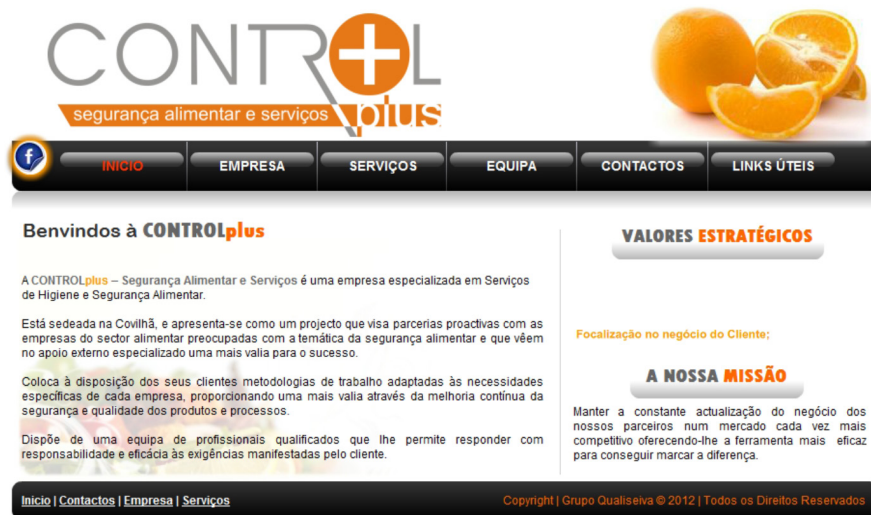 CONTROL
segurança alimentar e serviços plus
f
INICIO EMPRESA SERVIÇOS EQUIPA CONTACTOS LINKS ÚTEIS
Benvindos à CONTROLplus
A CONTROLplus – Segurança Alimentar e Serviços é uma empresa especializada em Serviços
de Higiene e Segurança Alimentar.
Está sedeada na Covilhã, e apresenta-se como um projecto que visa parcerias proactivas com as
empresas do sector alimentar preocupadas com a temática da segurança alimentar e que vêem
no apoio externo especializado uma mais valia para o sucesso.
Coloca à disposição dos seus clientes metodologias de trabalho adaptadas às necessidades
específicas de cada empresa, proporcionando uma mais valia através da melhoria contínua da
segurança e qualidade dos produtos e processos.
Dispõe de uma equipa de profissionais qualificados que lhe permite responder com
responsabilidade e eficácia às exigências manifestadas pelo cliente.
VALORES ESTRATÉGICOS
Focalização no negócio do Cliente;
A NOSSA MISSÃO
Manter a constante actualização do negócio dos
nossos parceiros num mercado cada vez mais
competitivo oferecendo-lhe a ferramenta mais eficaz
para conseguir marcar a diferença.
Inicio | Contactos | Empresa | Serviços
Copyright | Grupo Qualiseiva © 2012 | Todos os Direitos Reservados